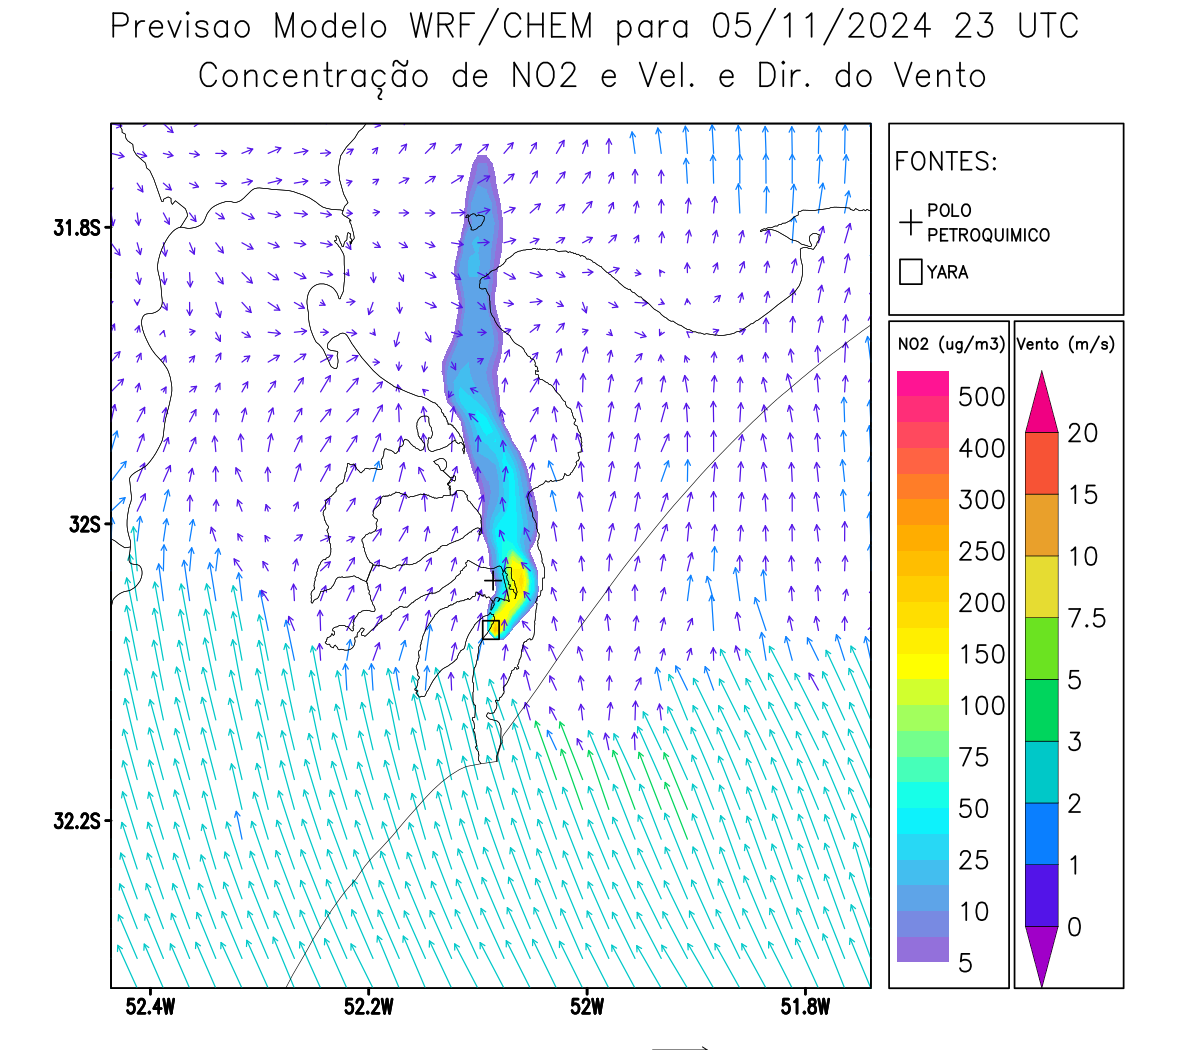 Previsao Modelo WRF/CHEM para 05/11/2024 23 UTC
Concentração de NO2 e Vel. e Dir. do Vento
FONTES:
POLO
PETROQUIMICO
YARA
31.8S
32S
32.2S
52.4W
52.2W
52W
51.8W
NO2 (ug/m3)
500
400
300
250
200
150
100
75
50
25
10
5
Vento (m/s)
20
15
10
7.5
5
3
2
1
0